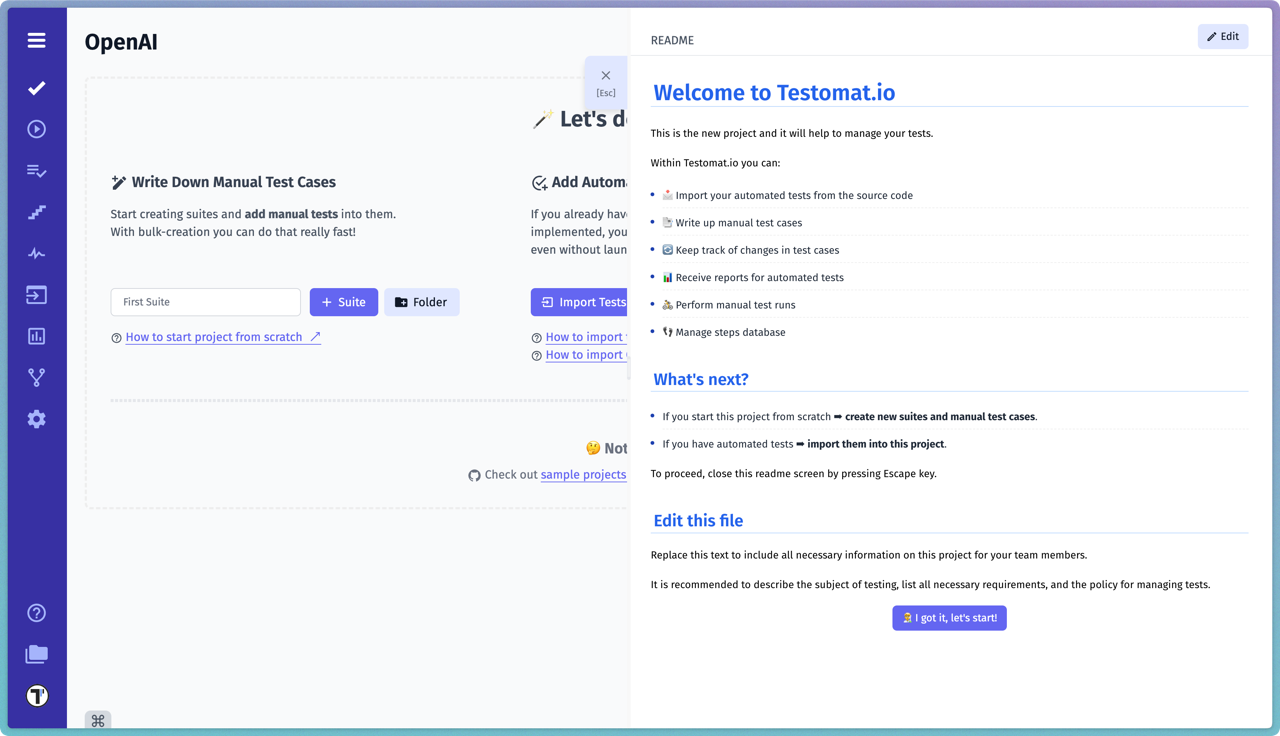 OpenAI
[Esc]
Let's d
Write Down Manual Test Cases
Start creating suites and add manual tests into them.
With bulk-creation you can do that really fast!
First Suite
+ Suite
Folder
How to start project from scratch
Add Autom
If you already hav
implemented, you
even without laun
Import Tests
How to import
How to import
Not
Check out sample projects
README
Edit
Welcome to Testomat.io
This is the new project and it will help to manage your tests.
Within Testomat.io you can:
• 📩 Import your automated tests from the source code
• 📑 Write up manual test cases
• 🔄 Keep track of changes in test cases
• 📊 Receive reports for automated tests
• 🚵 Perform manual test runs
• 👣 Manage steps database
What's next?
• If you start this project from scratch ➡ create new suites and manual test cases.
• If you have automated tests ➡ import them into this project.
To proceed, close this readme screen by pressing Escape key.
Edit this file
Replace this text to include all necessary information on this project for your team members.
It is recommended to describe the subject of testing, list all necessary requirements, and the policy for managing tests.
I got it, let's start!
⌘